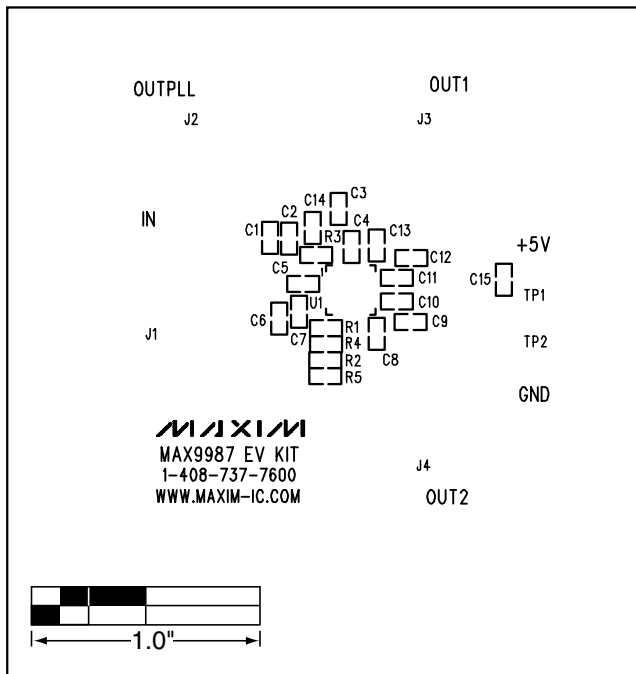 OUTPLL
OUT1
J2
J3
C3
C14
IN
C2
C1
C4
C13
R3
+5V
C12
C5
C11
C15
TP1
U1
C10
C6
C9
R1
J1
C7
R4
TP2
C8
R2
R5
GND
MAXIM
MAX9987 EV KIT
1-408-737-7600
WWW.MAXIM-IC.COM
J4
OUT2
1.0"